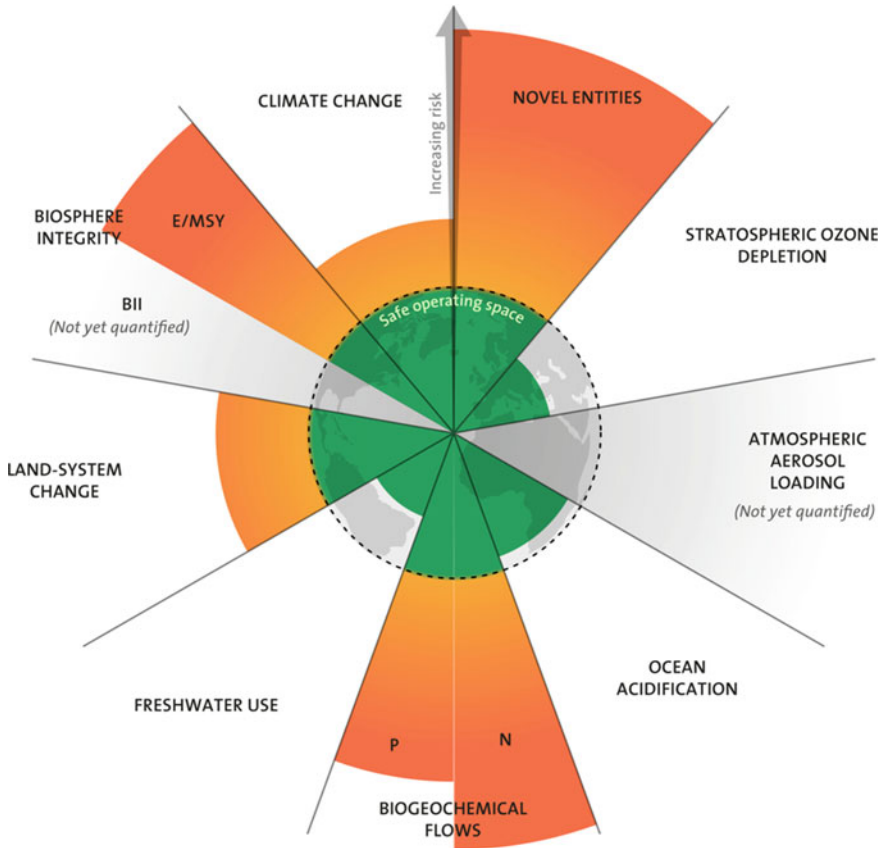 CLIMATE CHANGE
Increasing risk
NOVEL ENTITIES
STRATOSPHERIC OZONE
DEPLETION
BIOSPHERE
INTEGRITY
E/MSY
BII
(Not yet quantified)
Safe operating space
ATMOSPHERIC
AEROSOL
LOADING
(Not yet quantified)
LAND-SYSTEM
CHANGE
OCEAN
ACIDIFICATION
FRESHWATER USE
P
N
BIOGEOCHEMICAL
FLOWS